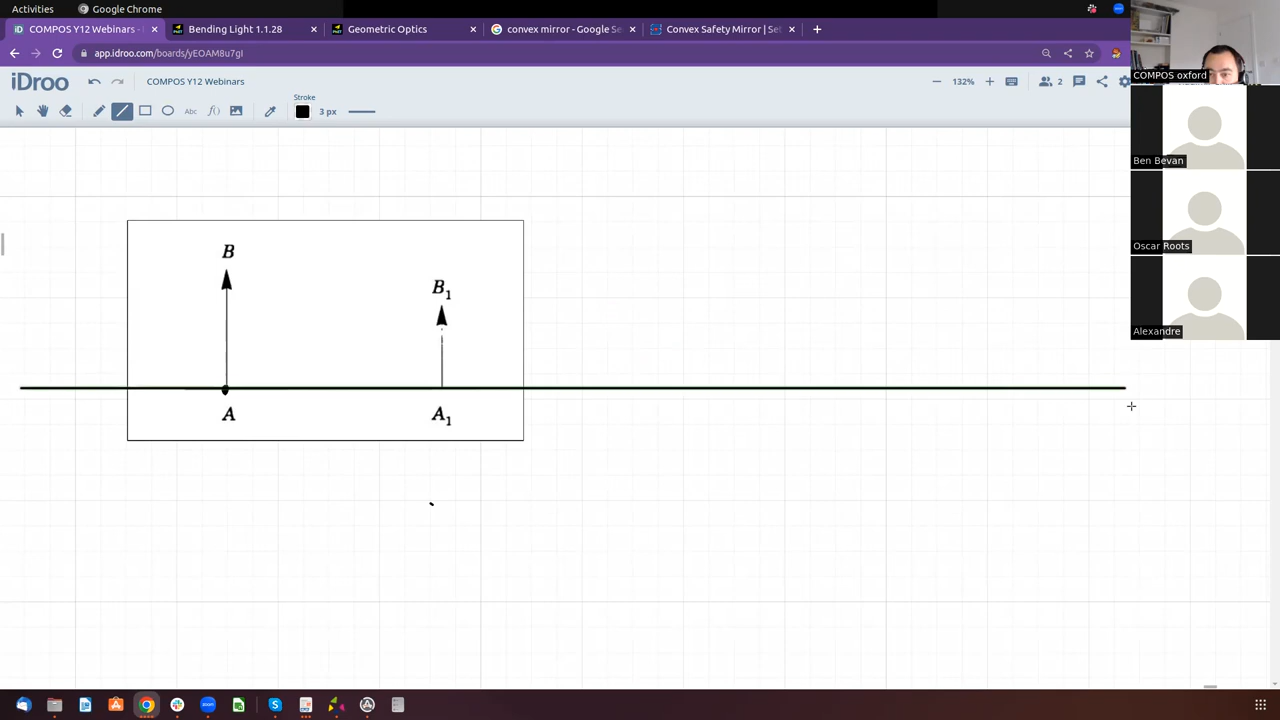 Activities
Google Chrome
COMPOS Y12 Webinars -
Bending Light 1.1.28
Geometric Optics
convex mirror - Google Se
Convex Safety Mirror | Se
app.idroo.com/boards/yEOAM8u7gI
iDroo
COMPOS Y12 Webinars
132%
2
Stroke
Abc
f()
3 px
COMPOS oxford
Ben Bevan
Oscar Roots
Alexandre
B
B1
A
A1